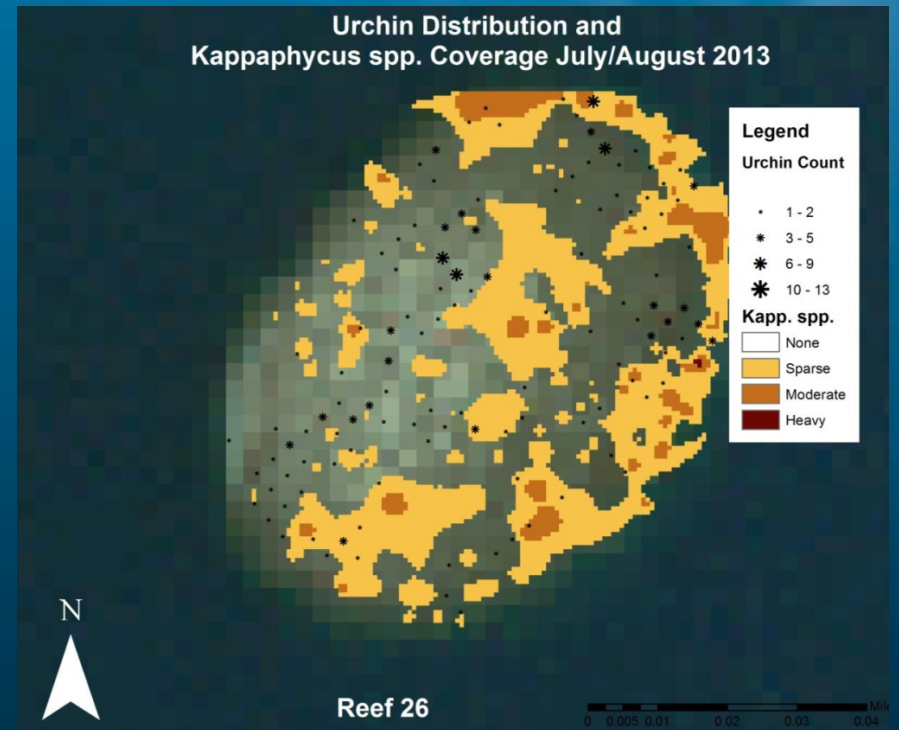 Urchin Distribution and
Kappaphycus spp. Coverage July/August 2013
Legend
Urchin Count
1 - 2
3 - 5
6 - 9
10 - 13
Kapp. spp.
None
Sparse
Moderate
Heavy
N
Reef 26
0 0.005 0.01 0.02 0.03 0.04